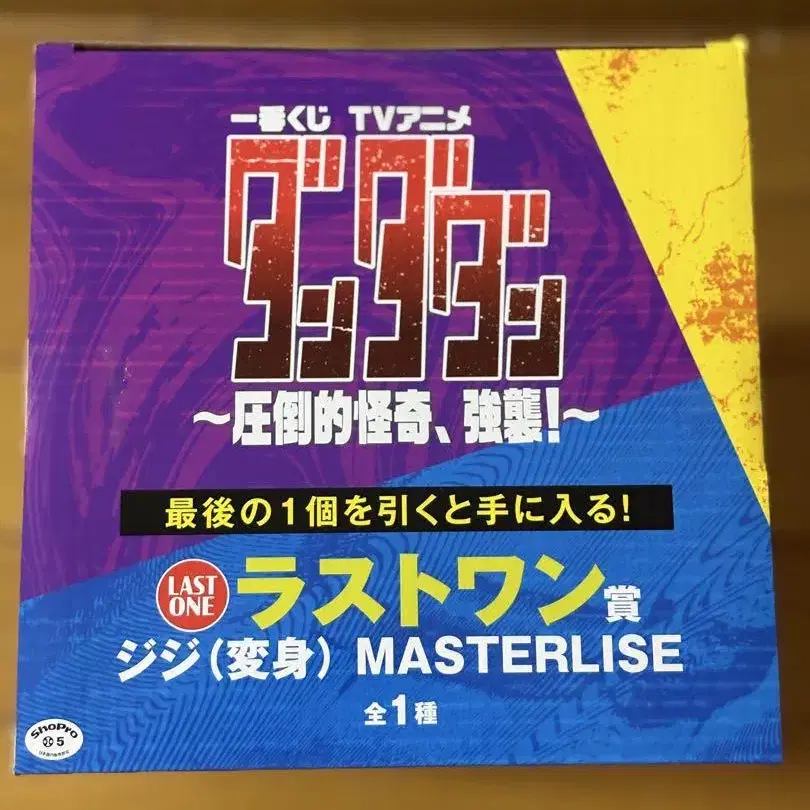 一番くじ TVアニメ
ダンダダン
～圧倒的怪奇、強襲!～
最後の1個を引くと手に入る!
LAST ONE ラストワン賞
ジジ(変身) MASTERLISE
全1種
ShoPro
5